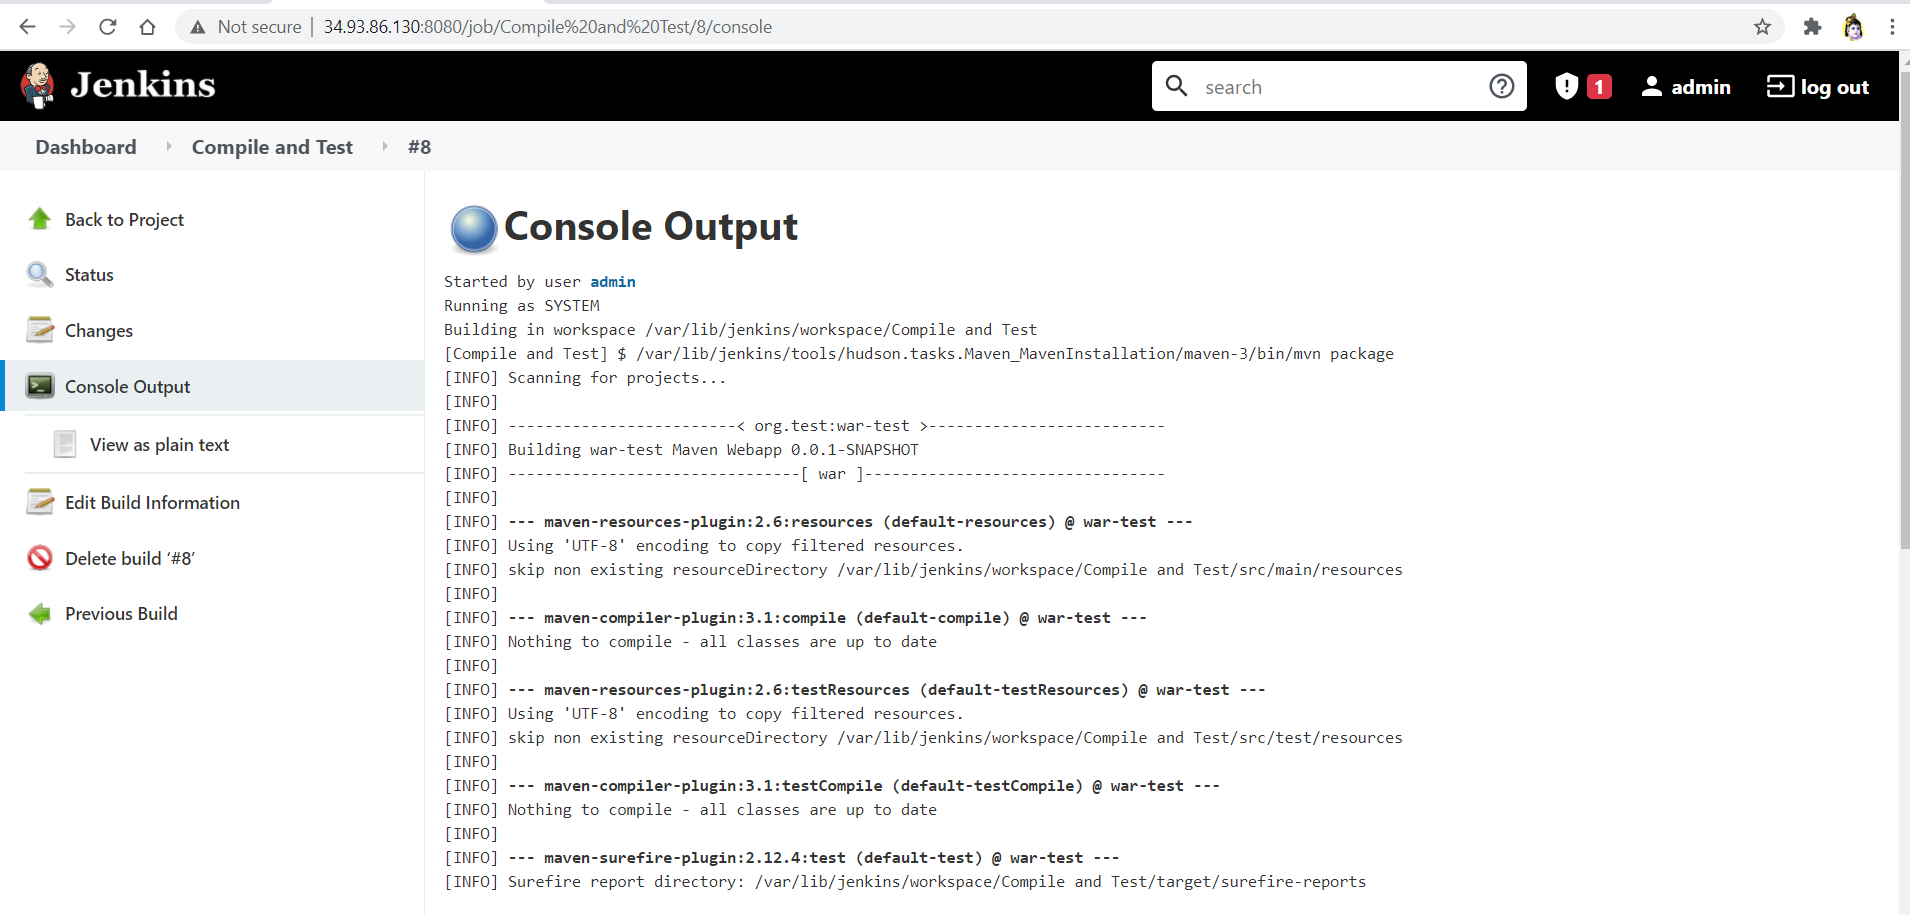 Not secure | 34.93.86.130:8080/job/Compile%20and%20Test/8/console
Jenkins
search
1
admin
log out
Dashboard
Compile and Test
#8
Back to Project
Status
Changes
Console Output
View as plain text
Edit Build Information
Delete build ‘#8’
Previous Build
Console Output
Started by user admin
Running as SYSTEM
Building in workspace /var/lib/jenkins/workspace/Compile and Test
[Compile and Test] $ /var/lib/jenkins/tools/hudson.tasks.Maven_MavenInstallation/maven-3/bin/mvn package
[INFO] Scanning for projects...
[INFO]
[INFO] -------------------------< org.test:war-test >--------------------------
[INFO] Building war-test Maven Webapp 0.0.1-SNAPSHOT
[INFO] --------------------------------[ war ]---------------------------------
[INFO]
[INFO] --- maven-resources-plugin:2.6:resources (default-resources) @ war-test ---
[INFO] Using 'UTF-8' encoding to copy filtered resources.
[INFO] skip non existing resourceDirectory /var/lib/jenkins/workspace/Compile and Test/src/main/resources
[INFO]
[INFO] --- maven-compiler-plugin:3.1:compile (default-compile) @ war-test ---
[INFO] Nothing to compile - all classes are up to date
[INFO]
[INFO] --- maven-resources-plugin:2.6:testResources (default-testResources) @ war-test ---
[INFO] Using 'UTF-8' encoding to copy filtered resources.
[INFO] skip non existing resourceDirectory /var/lib/jenkins/workspace/Compile and Test/src/test/resources
[INFO]
[INFO] --- maven-compiler-plugin:3.1:testCompile (default-testCompile) @ war-test ---
[INFO] Nothing to compile - all classes are up to date
[INFO]
[INFO] --- maven-surefire-plugin:2.12.4:test (default-test) @ war-test ---
[INFO] Surefire report directory: /var/lib/jenkins/workspace/Compile and Test/target/surefire-reports